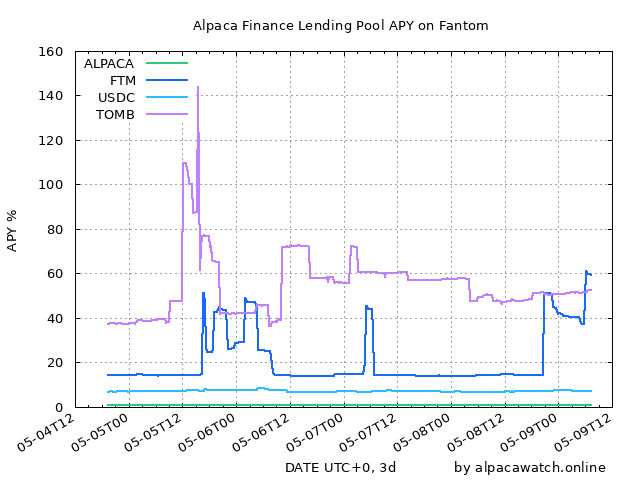 Alpaca Finance Lending Pool APY on Fantom
160
140
120
100
80
60
40
20
0
APY %
ALPACA
FTM
USDC
TOMB
05-04T12
05-05T00
05-05T12
05-06T00
05-06T12
05-07T00
05-07T12
05-08T00
05-08T12
05-09T00
05-09T12
DATE UTC+0, 3d
by alpacawatch.online